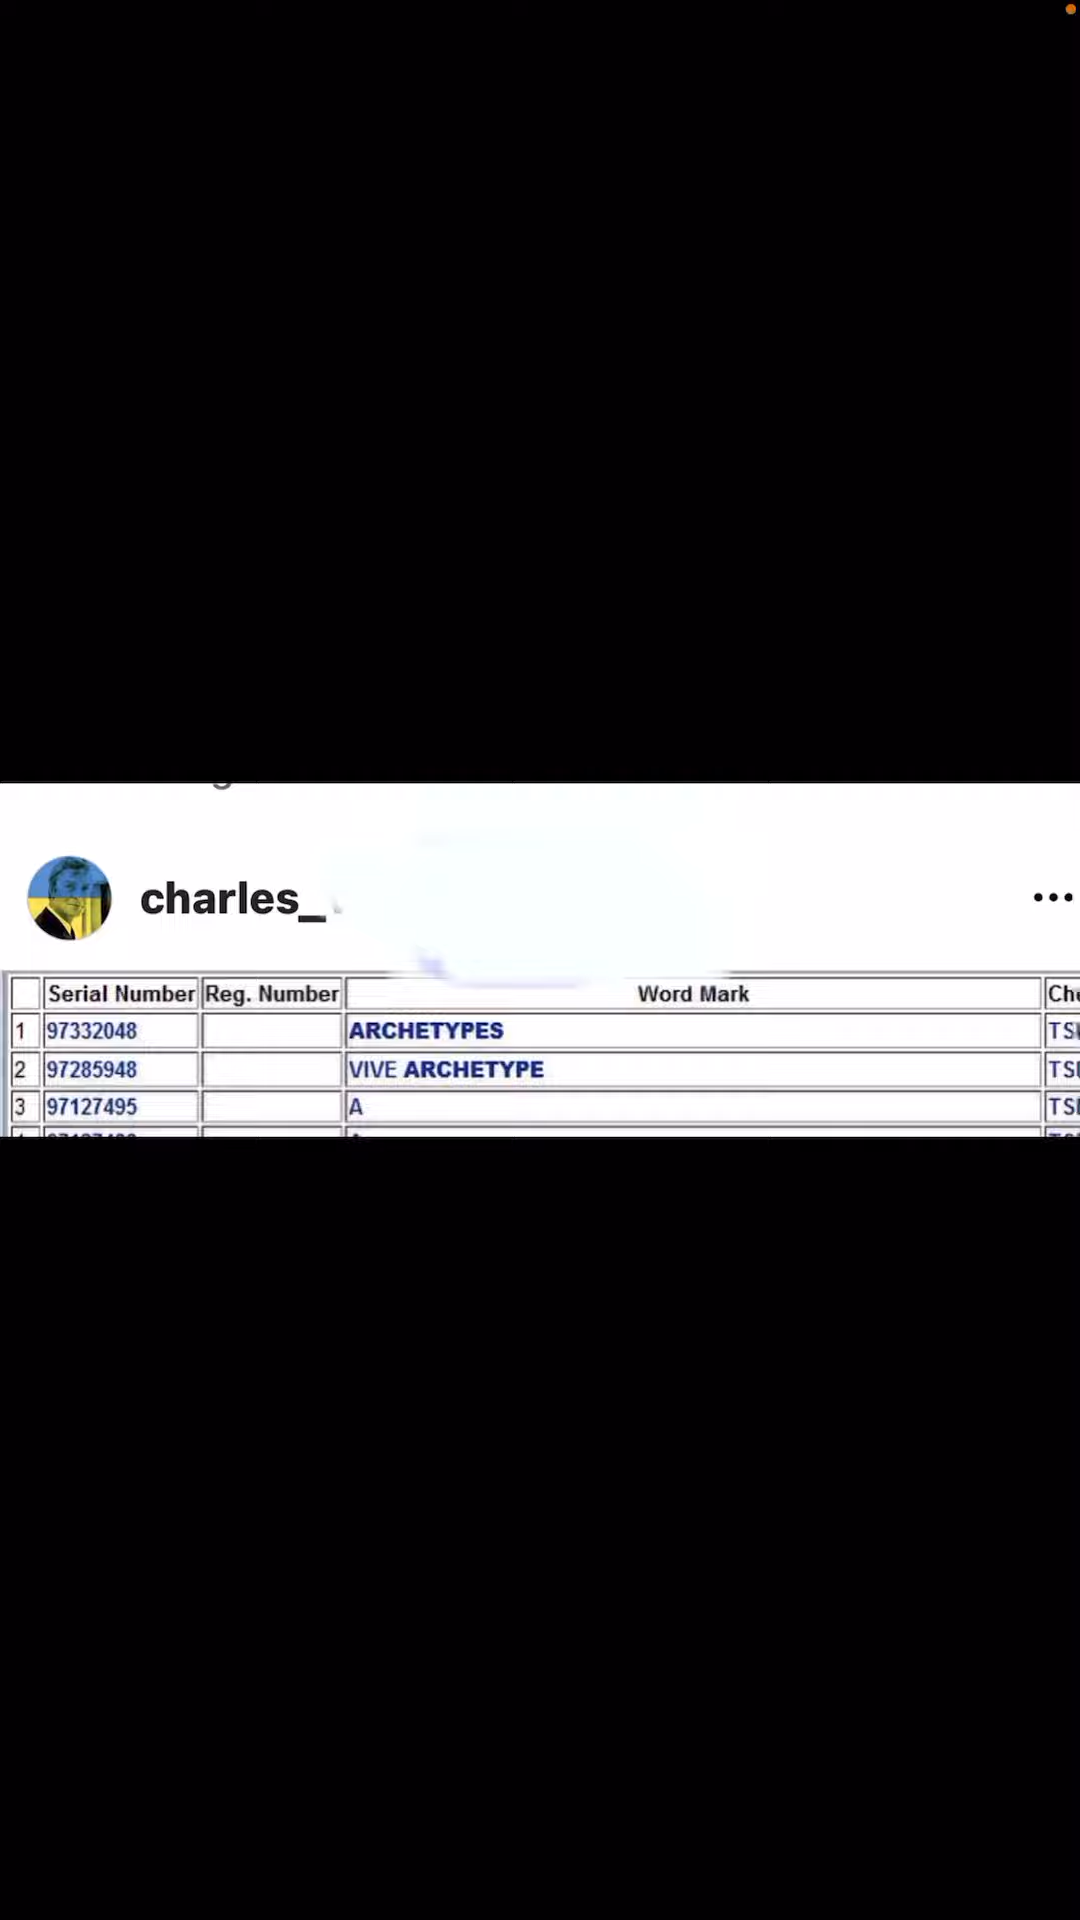 charles_
Serial Number Reg. Number Word Mark
1 97332048 ARCHETYPES
2 97285948 VIVE ARCHETYPE
3 97127495 A